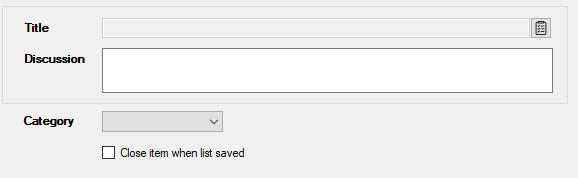 Title
Discussion
Category
Close item when list saved